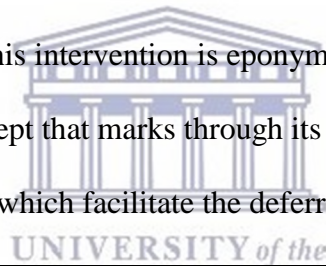 his intervention is eponym
ept that marks through its
which facilitate the deferr
UNIVERSITY of the